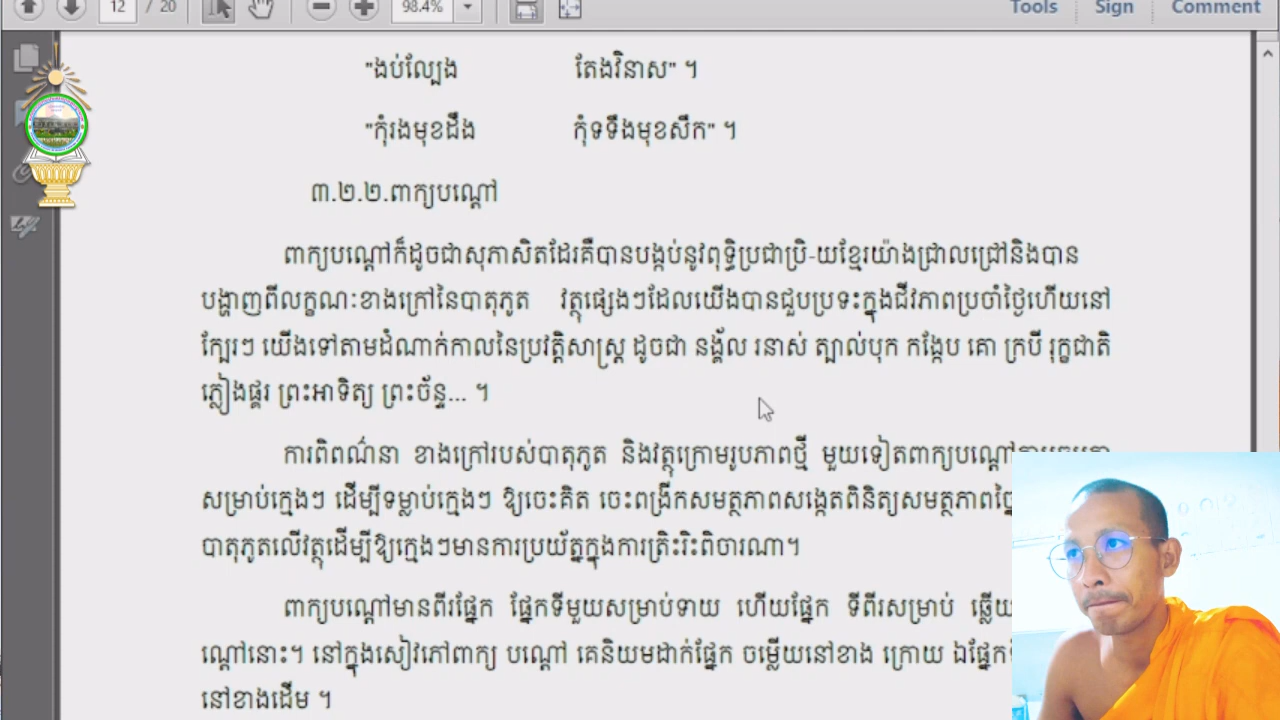 12 / 20 98.4% Tools Sign Comment
"ងប់ល្បែង តែងវិនាស" ។
"កុំរងមុខដឹង កុំទទឹងមុខសឹក" ។
៣.២.២.ពាក្យបណ្តៅ
ពាក្យបណ្តៅក៏ដូចជាសុភាសិតដែរគឺបានបង្កប់នូវពុទ្ធិប្រជាប្រិ-យខ្មែរយ៉ាងជ្រាលជ្រៅនិងបាន
បង្ហាញពីលក្ខណៈខាងក្រៅនៃបាតុភូត វត្ថុផ្សេងៗដែលយើងបានជួបប្រទះក្នុងជីវភាពប្រចាំថ្ងៃហើយនៅ
ក្បែរៗ យើងទៅតាមដំណាក់កាលនៃប្រវត្តិសាស្ត្រ ដូចជា នង្គ័ល រនាស់ ត្បាល់បុក កង្កែប គោ ក្របី រុក្ខជាតិ
ភ្លៀងផ្គរ ព្រះអាទិត្យ ព្រះច័ន្ទ... ។
ការពិពណ៌នា ខាងក្រៅរបស់បាតុភូត និងវត្ថុក្រោមរូបភាពថ្មី មួយទៀតពាក្យបណ្តៅ
សម្រាប់ក្មេងៗ ដើម្បីទម្លាប់ក្មេងៗ ឱ្យចេះគិត ចេះពង្រីកសមត្ថភាពសង្កេតពិនិត្យសមត្ថភាព
បាតុភូតលើវត្ថុដើម្បីឱ្យក្មេងៗមានការប្រយ័ត្នក្នុងការត្រិះរិះពិចារណា។
ពាក្យបណ្តៅមានពីរផ្នែក ផ្នែកទីមួយសម្រាប់ទាយ ហើយផ្នែក ទីពីរសម្រាប់ ឆ្លើយ
ណ្តៅនោះ។ នៅក្នុងសៀវភៅពាក្យ បណ្តៅ គេនិយមដាក់ផ្នែក ចម្លើយនៅខាង ក្រោយ ឯផ្នែក
នៅខាងដើម ។